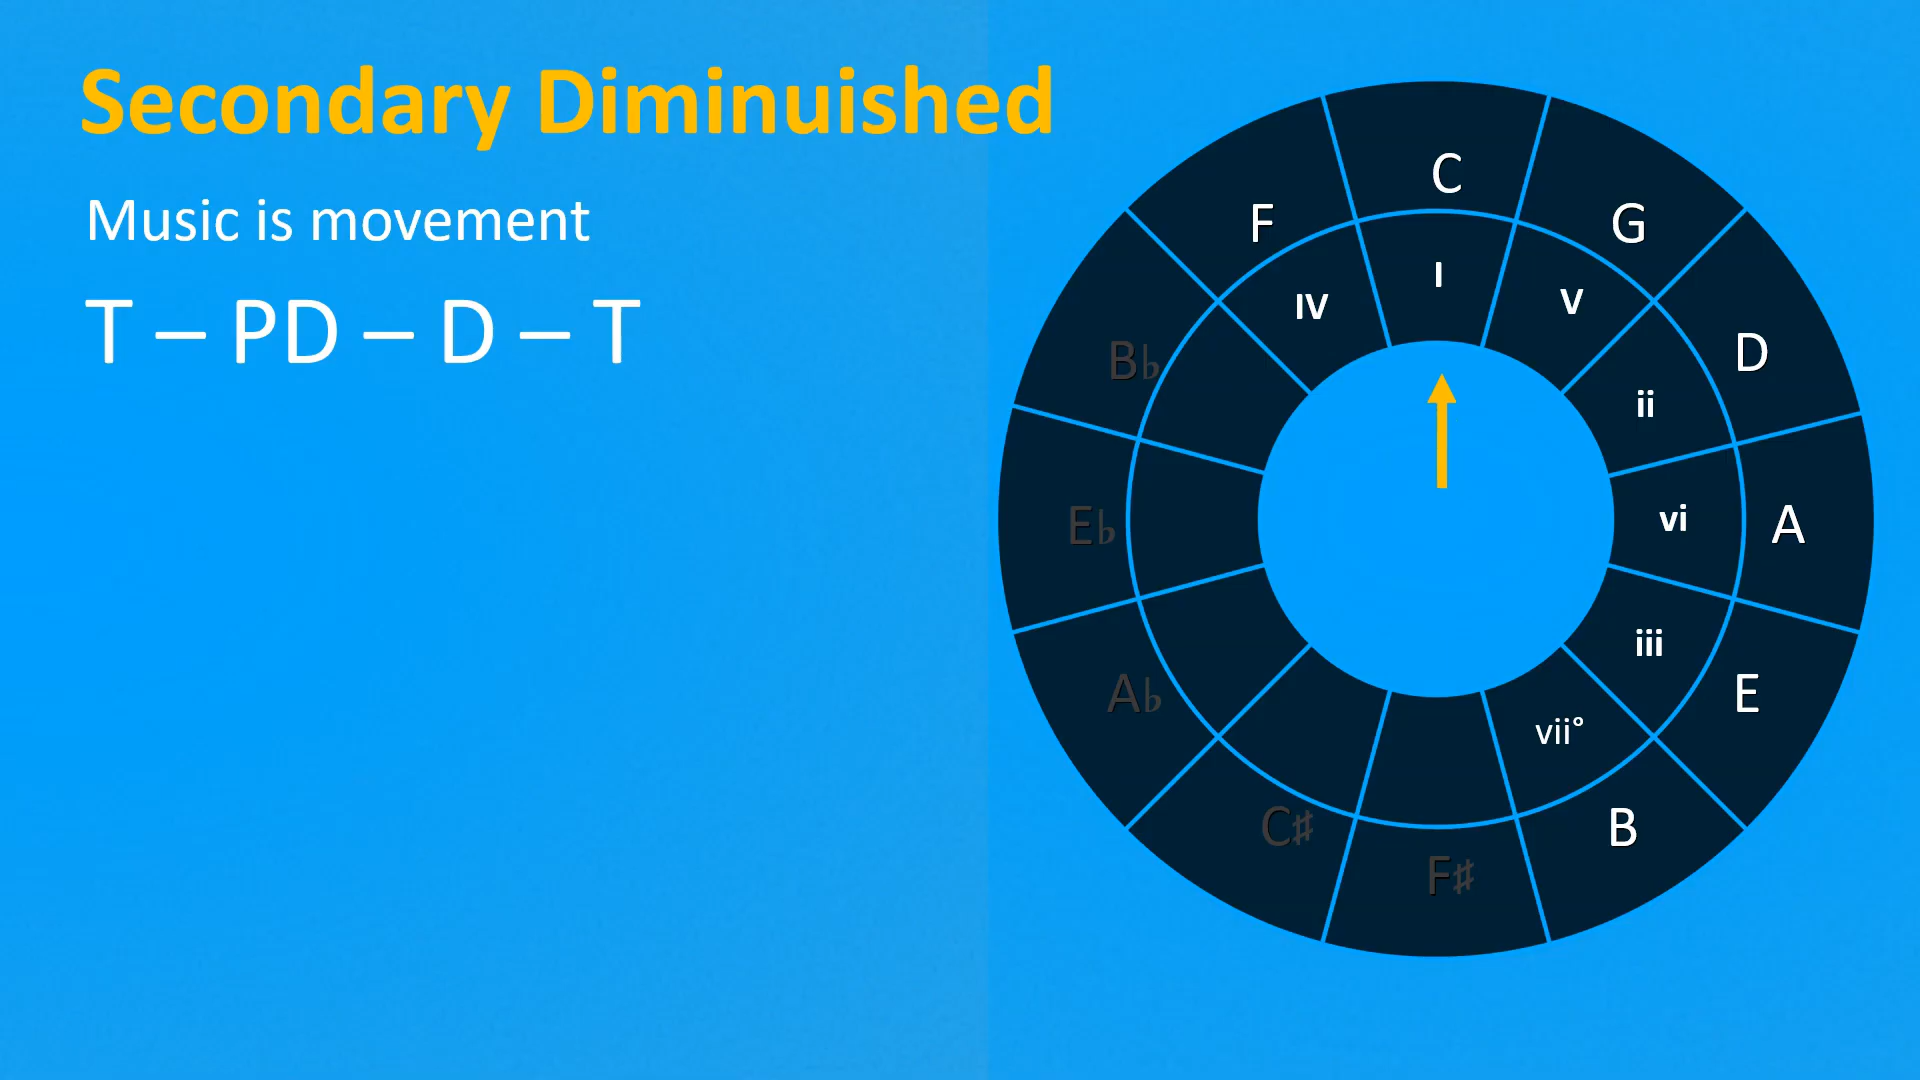 Secondary Diminuished
Music is movement
T – PD – D – T
C
F
G
I
IV
V
B♭
D
ii
E♭
vi
A
iii
A♭
E
vii°
C♯
B
F♯